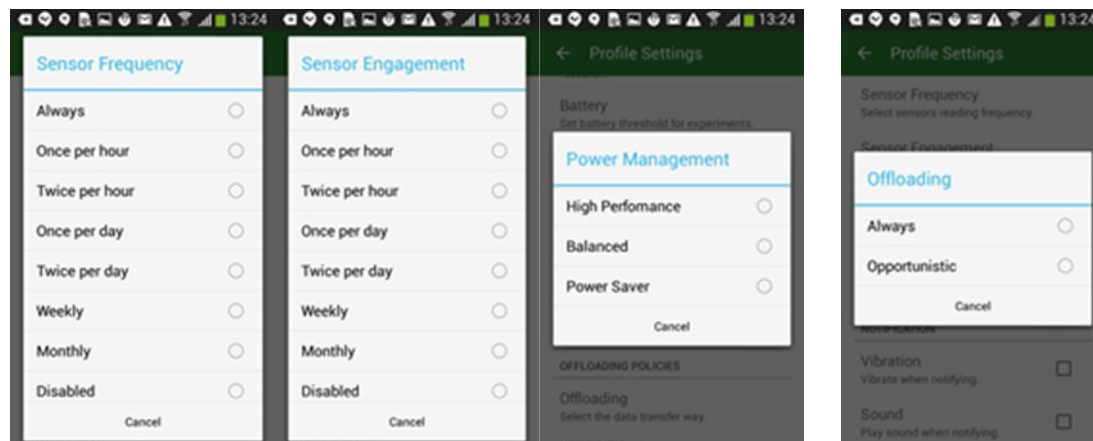 13:24
Sensor Frequency
Always
Once per hour
Twice per hour
Once per day
Twice per day
Weekly
Monthly
Disabled
Cancel
13:24
Sensor Engagement
Always
Once per hour
Twice per hour
Once per day
Twice per day
Weekly
Monthly
Disabled
Cancel
13:24
Profile Settings
Battery
Set battery threshold for experiments.
Power Management
High Perfomance
Balanced
Power Saver
Cancel
OFFLOADING POLICIES
Offloading
Select the data transfer way.
13:24
Profile Settings
Sensor Frequency
Select sensors reading frequency.
Sensor Engagement
Offloading
Always
Opportunistic
Cancel
NOTIFICATION
Vibration
Vibrate when notifying.
Sound
Play sound when notifying.